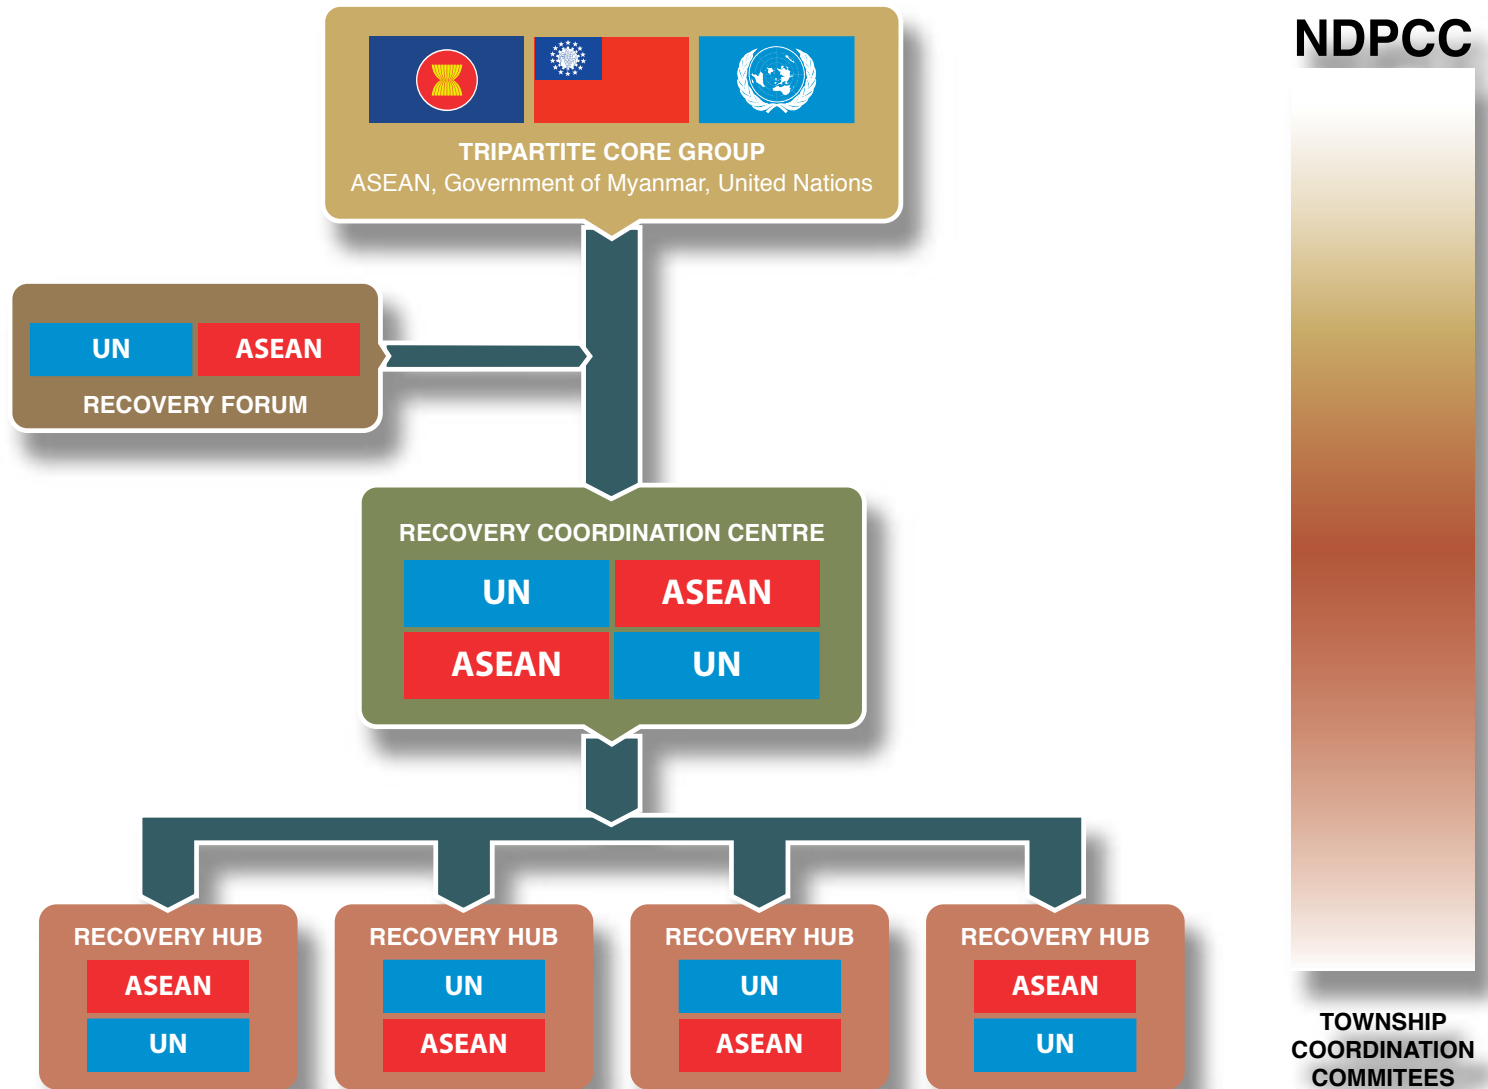 NDPCC
TRIPARTITE CORE GROUP
ASEAN, Government of Myanmar, United Nations
UN ASEAN
RECOVERY FORUM
RECOVERY COORDINATION CENTRE
UN ASEAN
ASEAN UN
RECOVERY HUB
ASEAN
UN
RECOVERY HUB
UN
ASEAN
RECOVERY HUB
UN
ASEAN
RECOVERY HUB
ASEAN
UN
TOWNSHIP
COORDINATION
COMMITEES